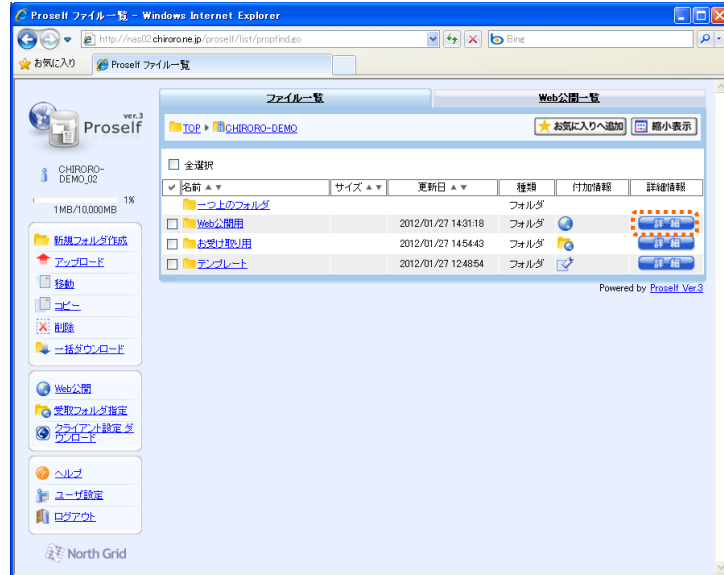 Proself ファイル一覧 - Windows Internet Explorer
http://nas02.chiroro.ne.jp/proself/list/propfind.go
Bing
お気に入り
Proself ファイル一覧
Proself ver.3
CHIRORO-DEMO_02
1%
1MB/10,000MB
新規フォルダ作成
アップロード
移動
コピー
削除
一括ダウンロード
Web公開
受取フォルダ指定
クライアント設定 ダウンロード
ヘルプ
ユーザ設定
ログアウト
North Grid
ファイル一覧 Web公開一覧
TOP CHIRORO-DEMO お気に入りへ追加 縮小表示
全選択
名前 ▲▼ サイズ ▲▼ 更新日 ▲▼ 種類 付加情報 詳細情報
一つ上のフォルダ フォルダ
Web公開用 2012/01/27 14:31:18 フォルダ 詳細
お受け取り用 2012/01/27 14:54:43 フォルダ 詳細
テンプレート 2012/01/27 12:48:54 フォルダ 詳細
Powered by Proself Ver.3